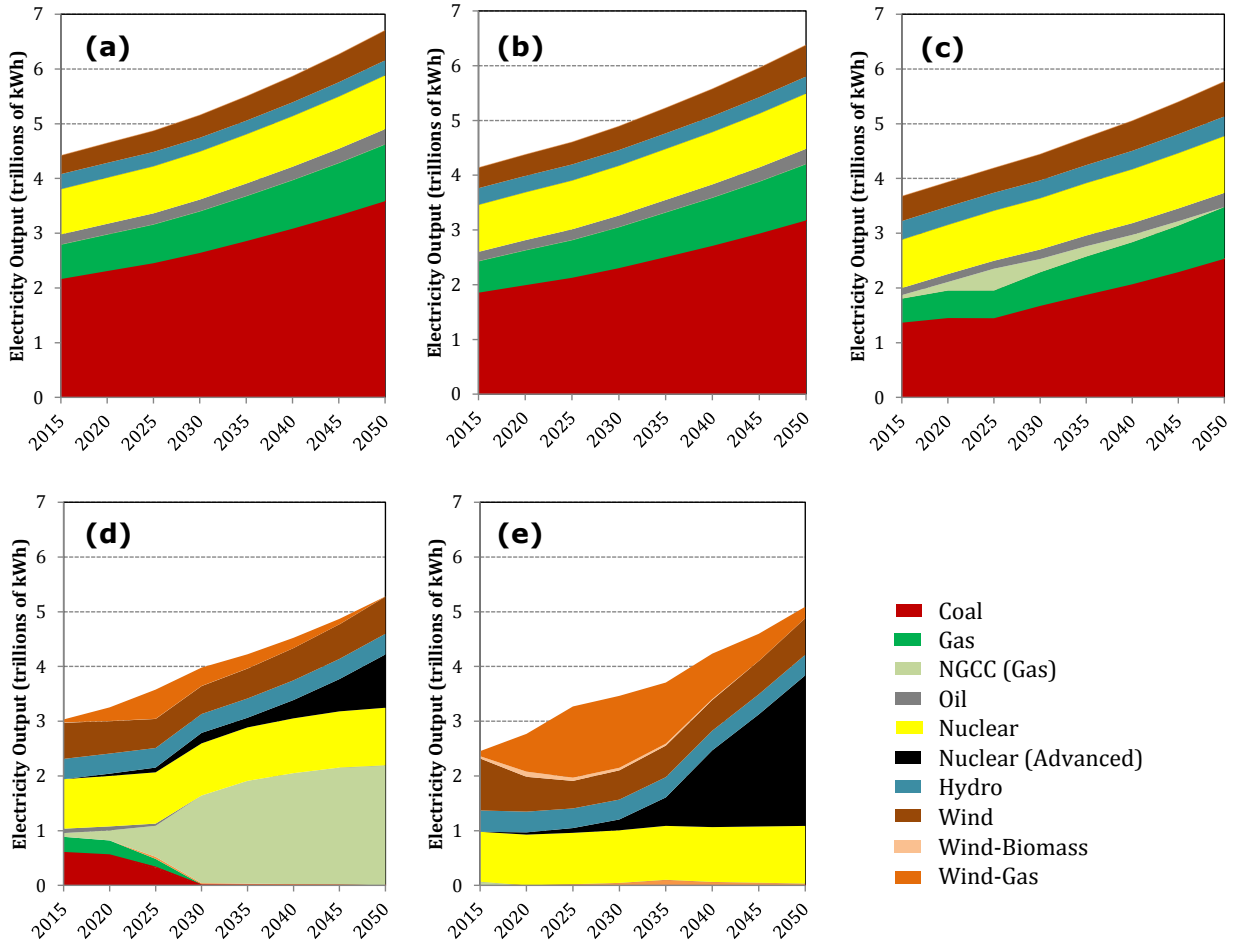 (a)
Electricity Output (trillions of kWh)
7
6
5
4
3
2
1
0
2015 2020 2025 2030 2035 2040 2045 2050
(b)
Electricity Output (trillions of kWh)
7
6
5
4
3
2
1
0
2015 2020 2025 2030 2035 2040 2045 2050
(c)
Electricity Output (trillions of kWh)
7
6
5
4
3
2
1
0
2015 2020 2025 2030 2035 2040 2045 2050
(d)
Electricity Output (trillions of kWh)
7
6
5
4
3
2
1
0
2015 2020 2025 2030 2035 2040 2045 2050
(e)
Electricity Output (trillions of kWh)
7
6
5
4
3
2
1
0
2015 2020 2025 2030 2035 2040 2045 2050
Coal
Gas
NGCC (Gas)
Oil
Nuclear
Nuclear (Advanced)
Hydro
Wind
Wind-Biomass
Wind-Gas